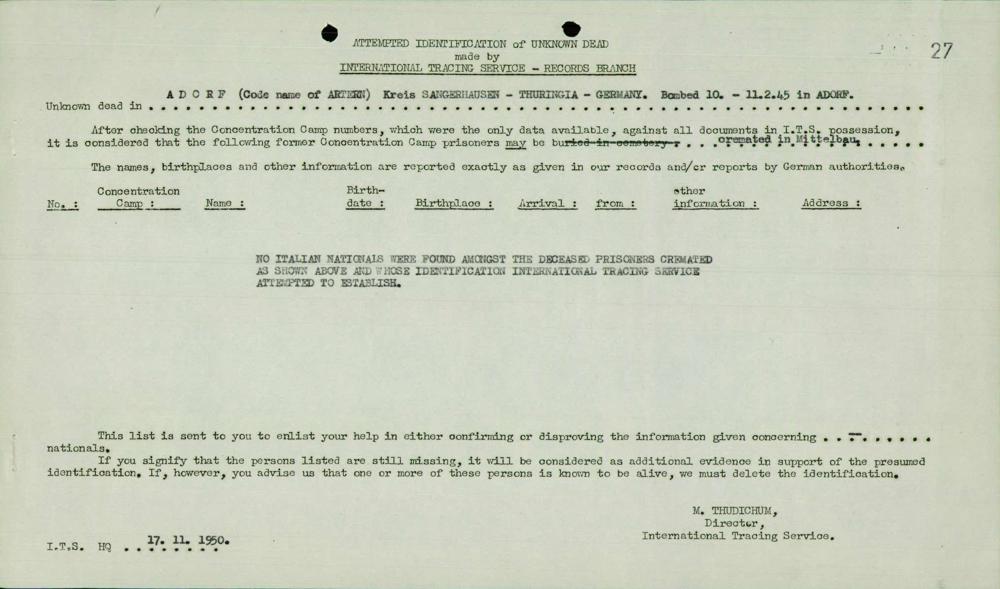 27
ATTEMPTED IDENTIFICATION of UNKNOWN DEAD
made by
INTERNATIONAL TRACING SERVICE - RECORDS BRANCH
A D O R F (Code name of ARTERN) Kreis SANGERHAUSEN - THURINGIA - GERMANY. Bombed 10. - 11.2.45 in ADORF.
Unknown dead in . . . . . . . . . . . . . . . . . . . . . . . . . . . . . . . . . . . . . . . .
After checking the Concentration Camp numbers, which were the only data available, against all documents in I.T.S. possession,
it is considered that the following former Concentration Camp prisoners may be buried in cemetery . . . cremated in Mittelbau. . . . . .
The names, birthplaces and other information are reported exactly as given in our records and/or reports by German authorities.
No. : Concentration Camp : Name : Birth-date : Birthplace : Arrival : from : other information : Address :
NO ITALIAN NATIONALS WERE FOUND AMONGST THE DECEASED PRISONERS CREMATED
AS SHOWN ABOVE AND WHOSE IDENTIFICATION INTERNATIONAL TRACING SERVICE
ATTEMPTED TO ESTABLISH.
This list is sent to you to enlist your help in either confirming or disproving the information given concerning . . -. . . . . .
nationals.
If you signify that the persons listed are still missing, it will be considered as additional evidence in support of the presumed
identification. If, however, you advise us that one or more of these persons is known to be alive, we must delete the identification.
M. THUDICHUM,
Director,
International Tracing Service.
I.T.S. HQ . . 17. 11. 1950.